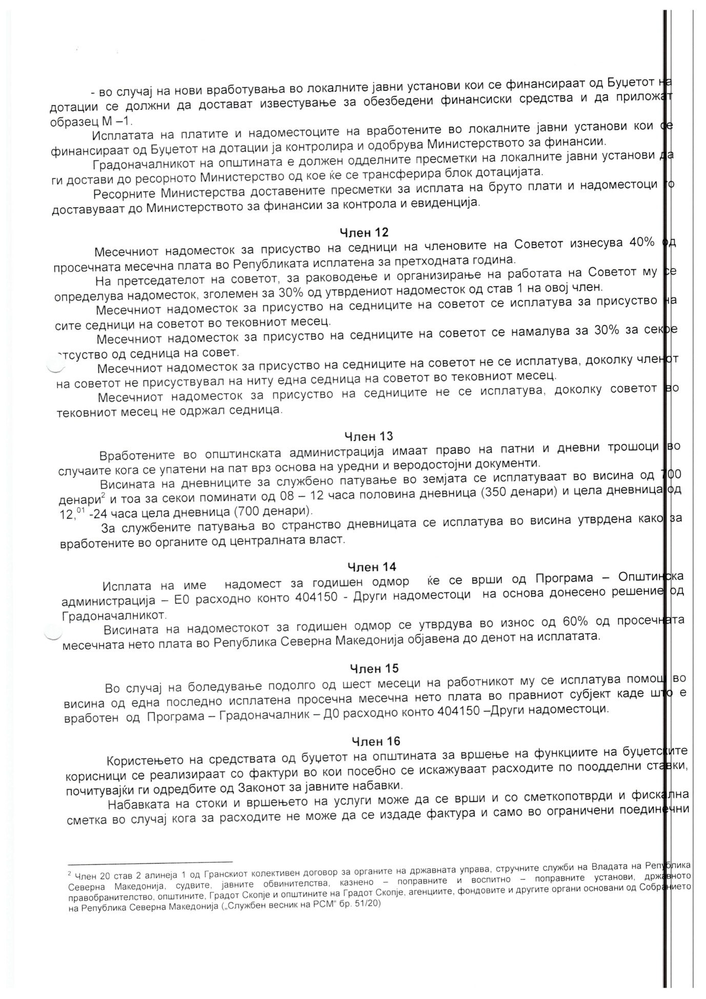 - во случај на нови вработувања во локалните јавни установи кои се финансираат од Буџетот на
дотации се должни да достават известување за обезбедени финансиски средства и да приложат
образец М –1.
Исплатата на платите и надоместоците на вработените во локалните јавни установи кои се
финансираат од Буџетот на дотации ја контролира и одобрува Министерството за финансии.
Градоначалникот на општината е должен одделните пресметки на локалните јавни установи да
ги достави до ресорното Министерство од кое ќе се трансферира блок дотацијата.
Ресорните Министерства доставените пресметки за исплата на бруто плати и надоместоци го
доставуваат до Министерството за финансии за контрола и евиденција.
Член 12
Месечниот надоместок за присуство на седници на членовите на Советот изнесува 40% од
просечната месечна плата во Републиката исплатена за претходната година.
На претседателот на советот, за раководење и организирање на работата на Советот му се
определува надоместок, зголемен за 30% од утврдениот надоместок од став 1 на овој член.
Месечниот надоместок за присуство на седниците на советот се исплатува за присуство на
сите седници на советот во тековниот месец.
Месечниот надоместок за присуство на седниците на советот се намалува за 30% за секое
отсуство од седница на совет.
Месечниот надоместок за присуство на седниците на советот не се исплатува, доколку членот
на советот не присуствувал на ниту една седница на советот во тековниот месец.
Месечниот надоместок за присуство на седниците не се исплатува, доколку советот во
тековниот месец не одржал седница.
Член 13
Вработените во општинската администрација имаат право на патни и дневни трошоци во
случаите кога се упатени на пат врз основа на уредни и веродостојни документи.
Висината на дневниците за службено патување во земјата се исплатуваат во висина од 700
денари² и тоа за секои поминати од 08 – 12 часа половина дневница (350 денари) и цела дневница од
12,⁰¹ -24 часа цела дневница (700 денари).
За службените патувања во странство дневницата се исплатува во висина утврдена како за
вработените во органите од централната власт.
Член 14
Исплата на име надомест за годишен одмор ќе се врши од Програма – Општинска
администрација – Е0 расходно конто 404150 - Други надоместоци на основа донесено решение од
Градоначалникот.
Висината на надоместокот за годишен одмор се утврдува во износ од 60% од просечната
месечната нето плата во Република Северна Македонија објавена до денот на исплатата.
Член 15
Во случај на боледување подолго од шест месеци на работникот му се исплатува помош во
висина од една последно исплатена просечна месечна нето плата во правниот субјект каде што е
вработен од Програма – Градоначалник – Д0 расходно конто 404150 –Други надоместоци.
Член 16
Користењето на средствата од буџетот на општината за вршење на функциите на буџетските
корисници се реализираат со фактури во кои посебно се искажуваат расходите по поодделни ставки,
почитувајќи ги одредбите од Законот за јавните набавки.
Набавката на стоки и вршењето на услуги може да се врши и со сметкопотврди и фискална
сметка во случај кога за расходите не може да се издаде фактура и само во ограничени поединечни
² Член 20 став 2 алинеја 1 од Гранскиот колективен договор за органите на државната управа, стручните служби на Владата на Република
Северна Македонија, судвите, јавните обвинителства, казнено – поправните и воспитно – поправните установи, државното
правобранителство, општините, Градот Скопје и општините на Градот Скопје, агенциите, фондовите и другите органи основани од Собранието
на Република Северна Македонија („Службен весник на РСМ“ бр. 51/20)